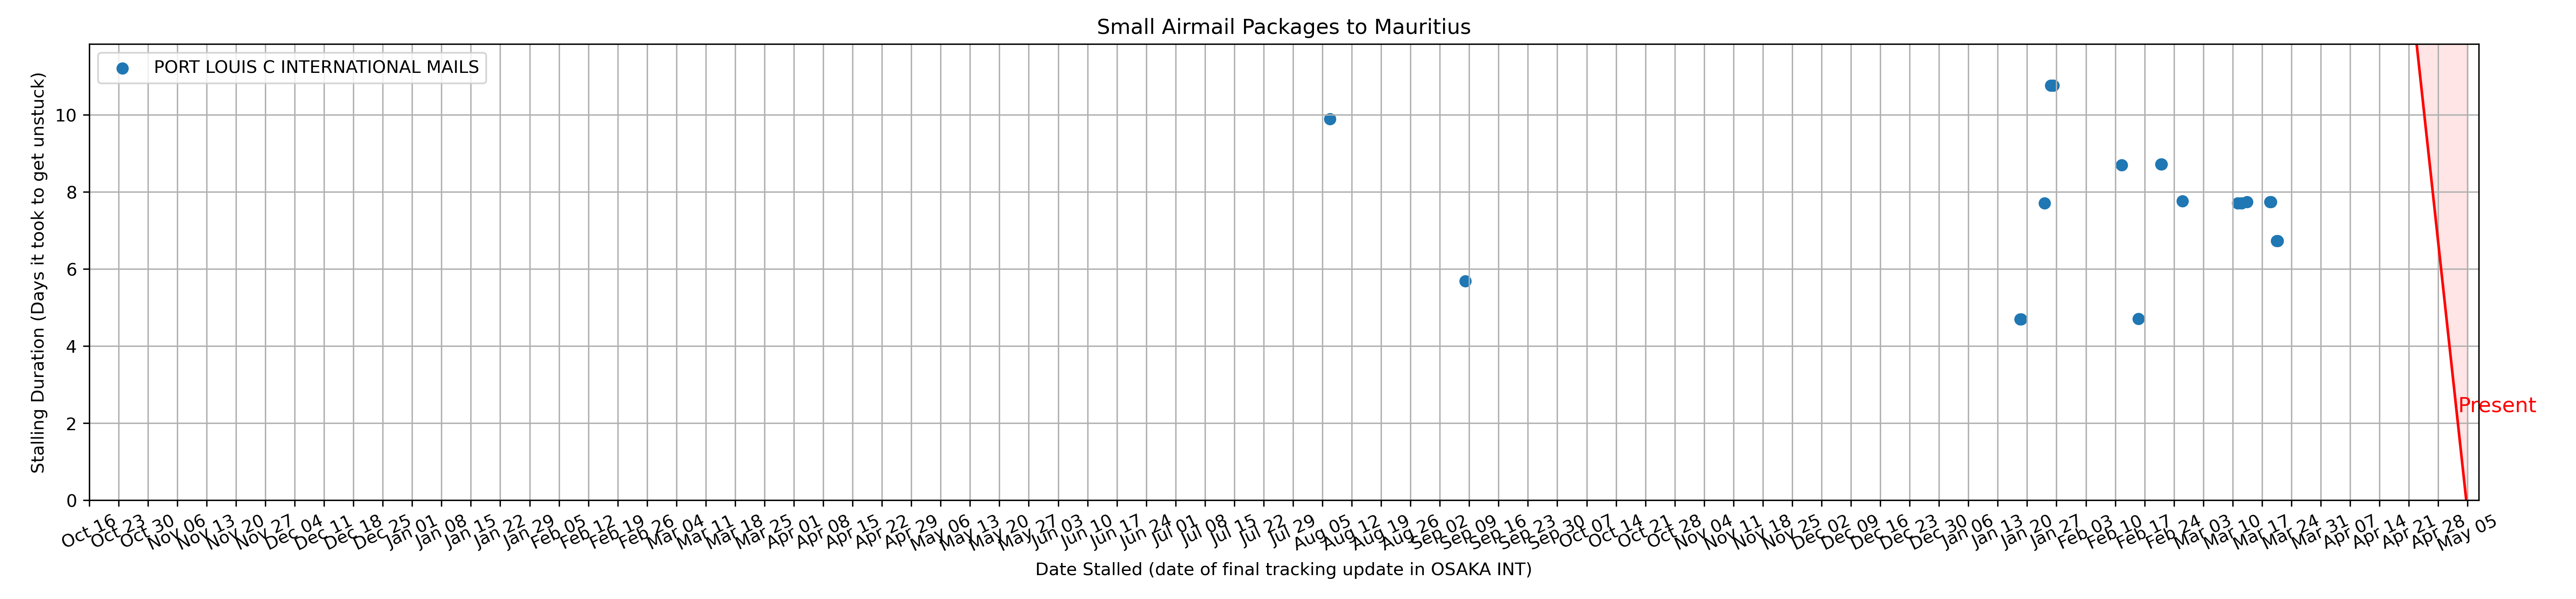 Small Airmail Packages to Mauritius
PORT LOUIS C INTERNATIONAL MAILS
Stalling Duration (Days it took to get unstuck)
10
8
6
4
2
0
Present
Oct 16
Oct 23
Oct 30
Nov 06
Nov 13
Nov 20
Nov 27
Dec 04
Dec 11
Dec 18
Dec 25
Jan 01
Jan 08
Jan 15
Jan 22
Jan 29
Feb 05
Feb 12
Feb 19
Feb 26
Mar 04
Mar 11
Mar 18
Mar 25
Apr 01
Apr 08
Apr 15
Apr 22
Apr 29
May 06
May 13
May 20
May 27
Jun 03
Jun 10
Jun 17
Jun 24
Jul 01
Jul 08
Jul 15
Jul 22
Jul 29
Aug 05
Aug 12
Aug 19
Aug 26
Sep 02
Sep 09
Sep 16
Sep 23
Sep 30
Oct 07
Oct 14
Oct 21
Oct 28
Nov 04
Nov 11
Nov 18
Nov 25
Dec 02
Dec 09
Dec 16
Dec 23
Dec 30
Jan 06
Jan 13
Jan 20
Jan 27
Feb 03
Feb 10
Feb 17
Feb 24
Mar 03
Mar 10
Mar 17
Mar 24
Mar 31
Apr 07
Apr 14
Apr 21
Apr 28
May 05
Date Stalled (date of final tracking update in OSAKA INT)